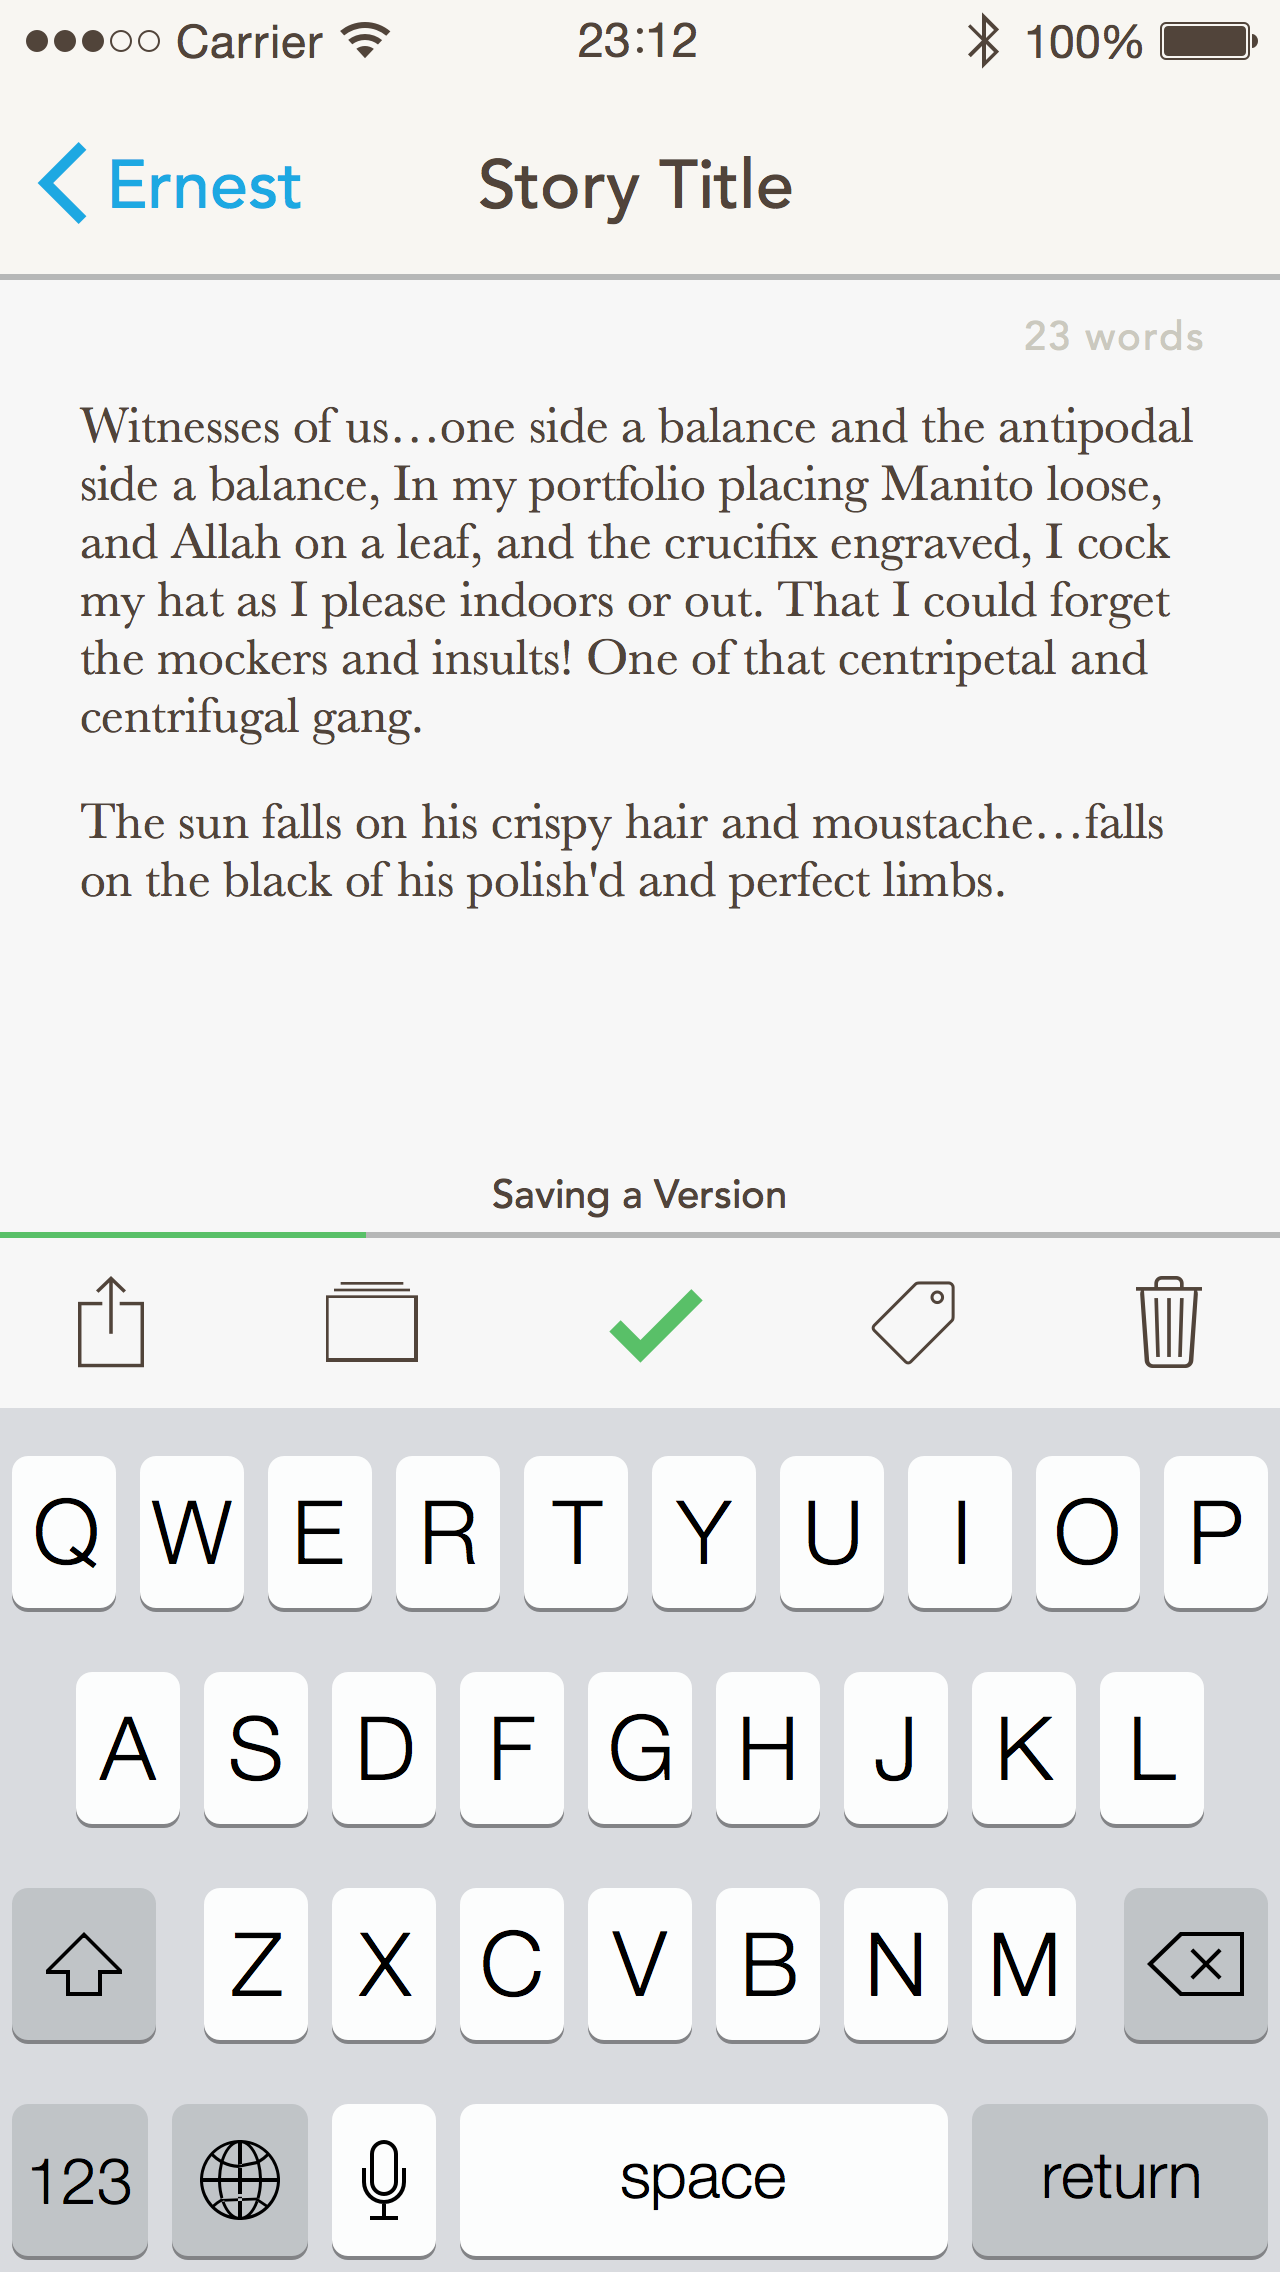 Carrier 23:12 100%
Ernest Story Title
23 words
Witnesses of us…one side a balance and the antipodal
side a balance, In my portfolio placing Manito loose,
and Allah on a leaf, and the crucifix engraved, I cock
my hat as I please indoors or out. That I could forget
the mockers and insults! One of that centripetal and
centrifugal gang.
The sun falls on his crispy hair and moustache…falls
on the black of his polish'd and perfect limbs.
Saving a Version
Q W E R T Y U I O P
A S D F G H J K L
Z X C V B N M
123 space return